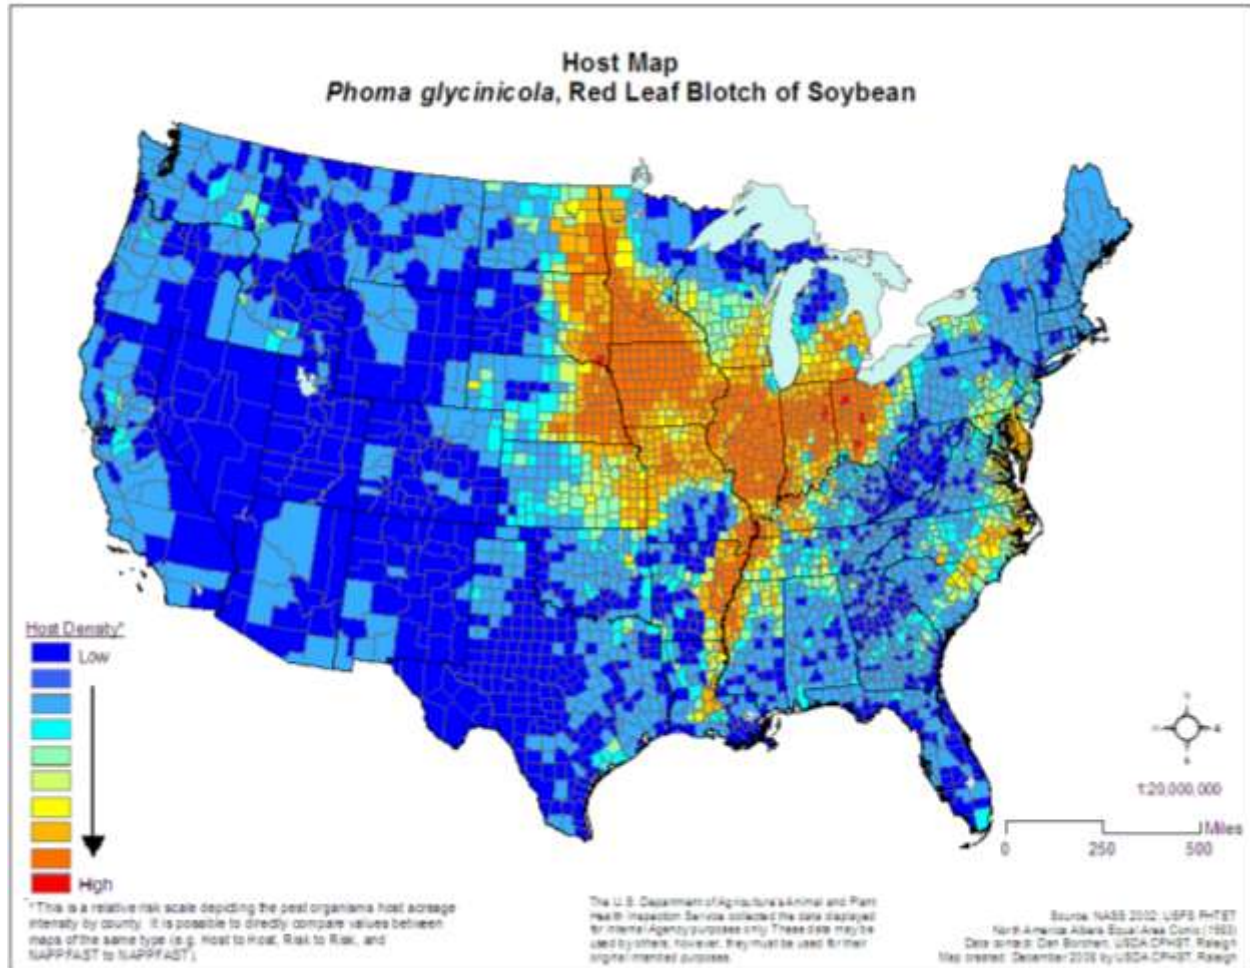 Host Map
Phoma glycinicola, Red Leaf Blotch of Soybean
Host Density*
Low
High
1:20,000,000
Miles
0 250 500
*This is a relative risk scale depicting the pest organisms host acreage
intensity by county. It is possible to directly compare values between
maps of the same type (e.g. Host to Host, Risk to Risk, and
NAPPFAST to NAPPFAST).
The U.S. Department of Agriculture's Animal and Plant
Health Inspection Service collected the data displayed
for internal Agency purposes only. These data may be
used by others; however, they must be used for their
original intended purposes.
Source: NASS 2002; USFS FHTET
North America Albers Equal Area Conic (1983)
Data contact: Dan Borchert, USDA CPHST, Raleigh
Map created: December 2008 by USDA CPHST, Raleigh